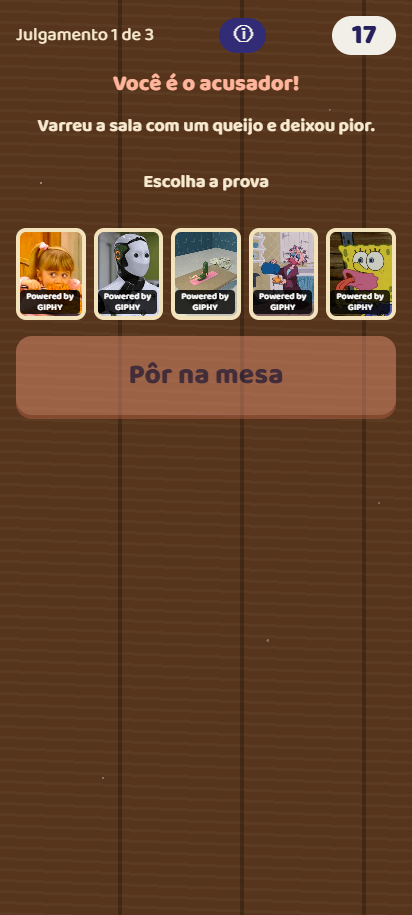 Julgamento 1 de 3
17
Você é o acusador!
Varreu a sala com um queijo e deixou pior.
Escolha a prova
Powered by
GIPHY
Powered by
GIPHY
Powered by
GIPHY
Powered by
GIPHY
Powered by
GIPHY
Pôr na mesa